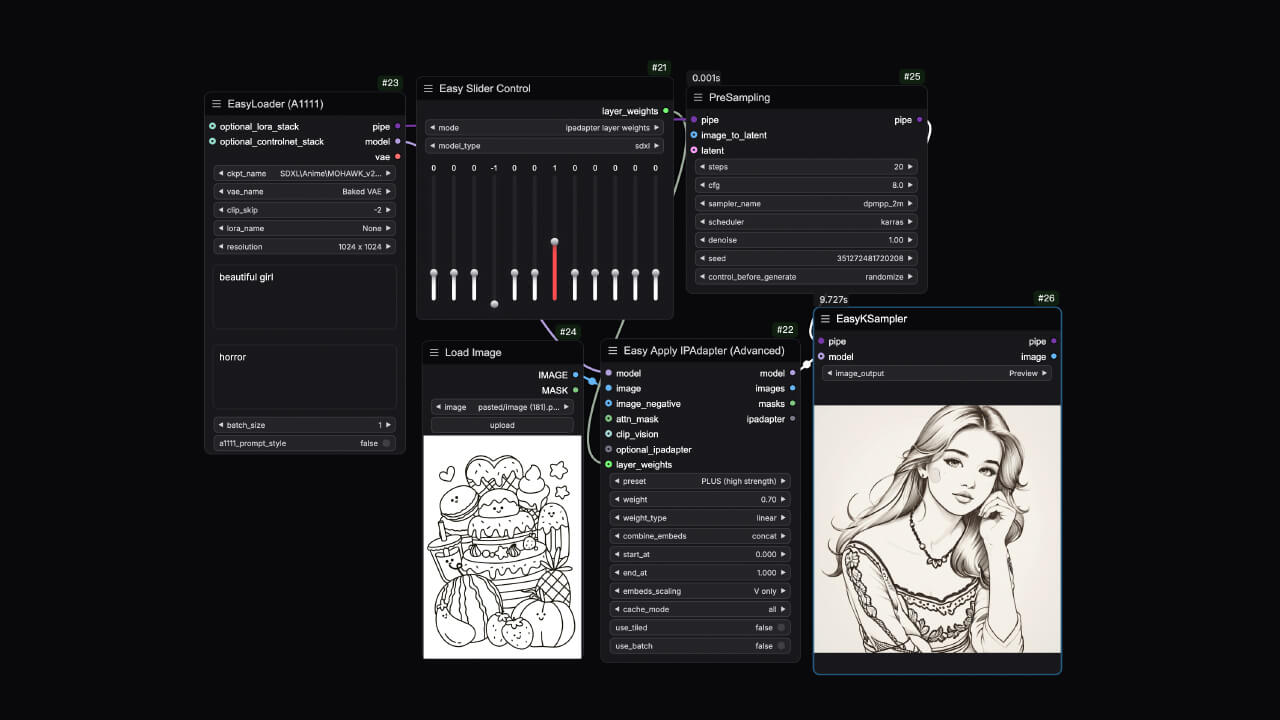 #23
EasyLoader (A1111)
optional_lora_stack pipe
optional_controlnet_stack model
vae
ckpt_name SDXL\Anime\MOHAWK_v2...
vae_name Baked VAE
clip_skip -2
lora_name None
resolution 1024 x 1024
beautiful girl
horror
batch_size 1
a1111_prompt_style false
#21
Easy Slider Control
layer_weights
mode ipadapter layer weights
model_type sdxl
0 0 0 -1 0 0 1 0 0 0 0 0
0.001s #25
PreSampling
pipe pipe
image_to_latent
latent
steps 20
cfg 8.0
sampler_name dpmpp_2m
scheduler karras
denoise 1.00
seed 351272481720208
control_before_generate randomize
#24
Load Image
IMAGE
MASK
image pasted/image (181).p...
upload
#22
Easy Apply IPAdapter (Advanced)
model model
image images
image_negative masks
attn_mask ipadapter
clip_vision
optional_ipadapter
layer_weights
preset PLUS (high strength)
weight 0.70
weight_type linear
combine_embeds concat
start_at 0.000
end_at 1.000
embeds_scaling V only
cache_mode all
use_tiled false
use_batch false
9.727s #26
EasyKSampler
pipe pipe
model image
image_output Preview